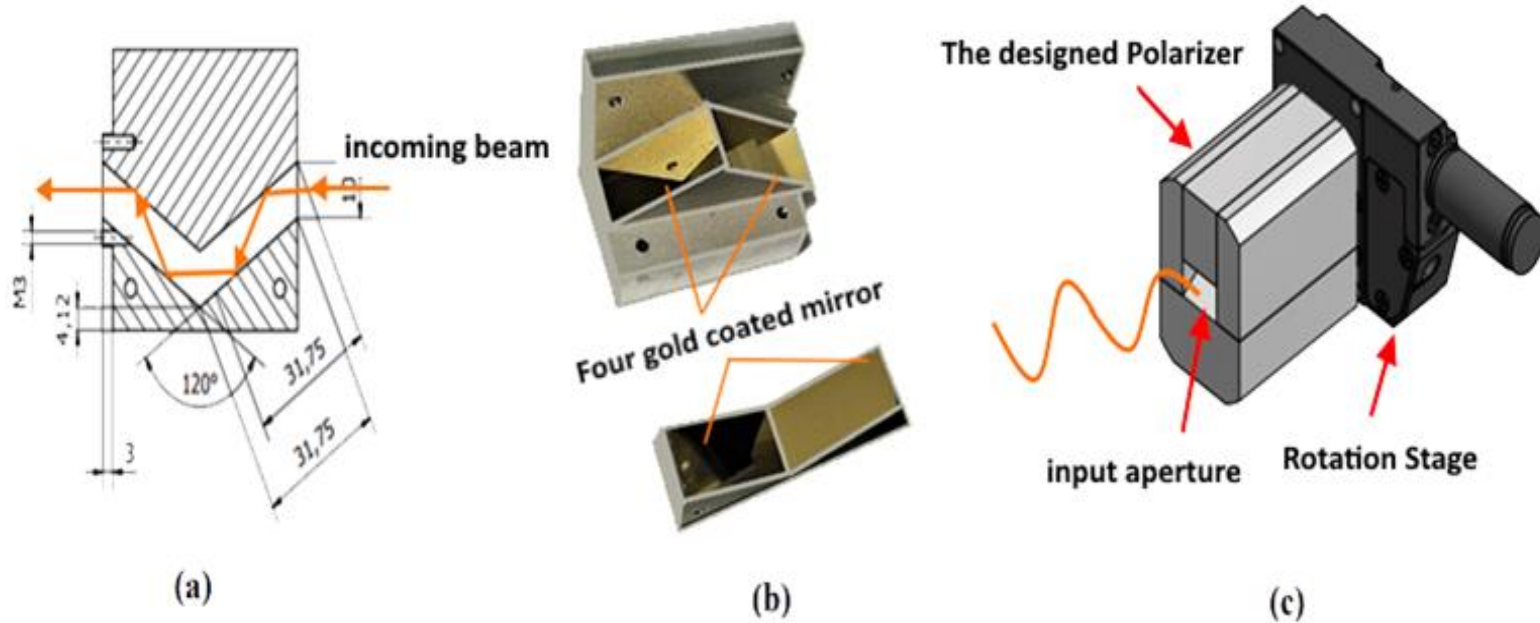 incoming beam
10
M3
4,12
120°
31,75
31,75
3
(a)
Four gold coated mirror
(b)
The designed Polarizer
input aperture
Rotation Stage
(c)